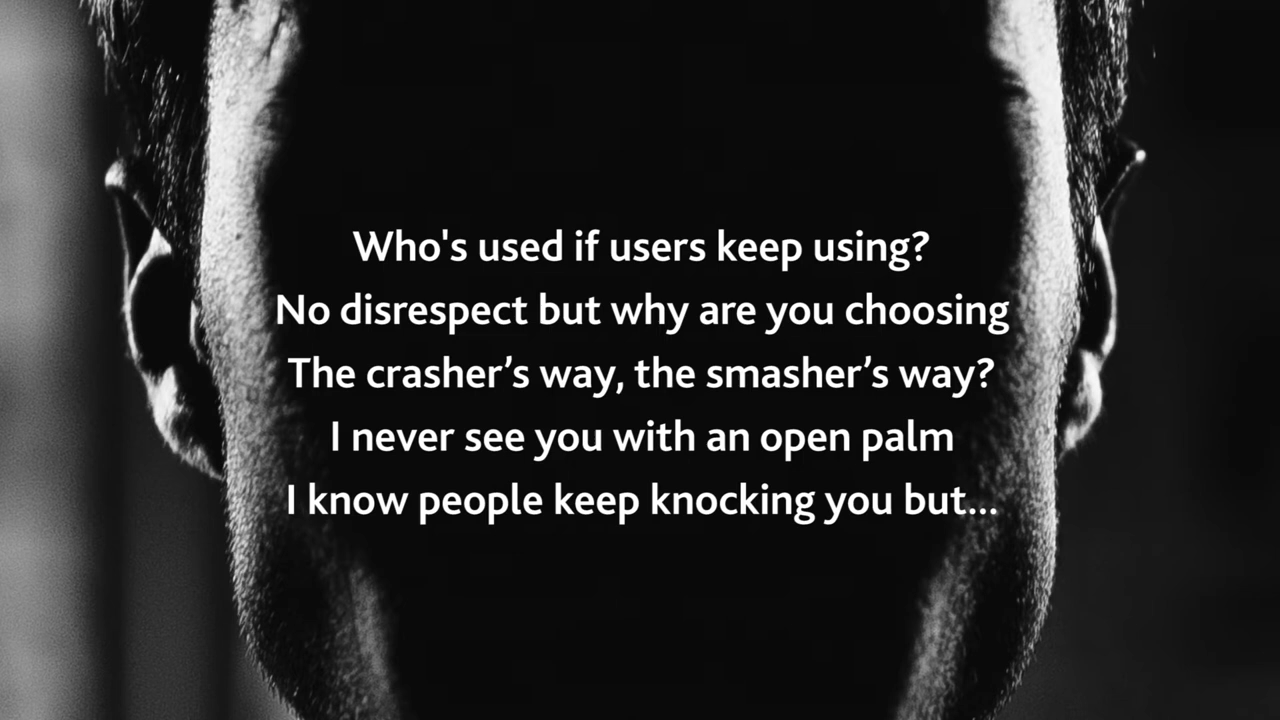 Who's used if users keep using?
No disrespect but why are you choosing
The crasher’s way, the smasher’s way?
I never see you with an open palm
I know people keep knocking you but...